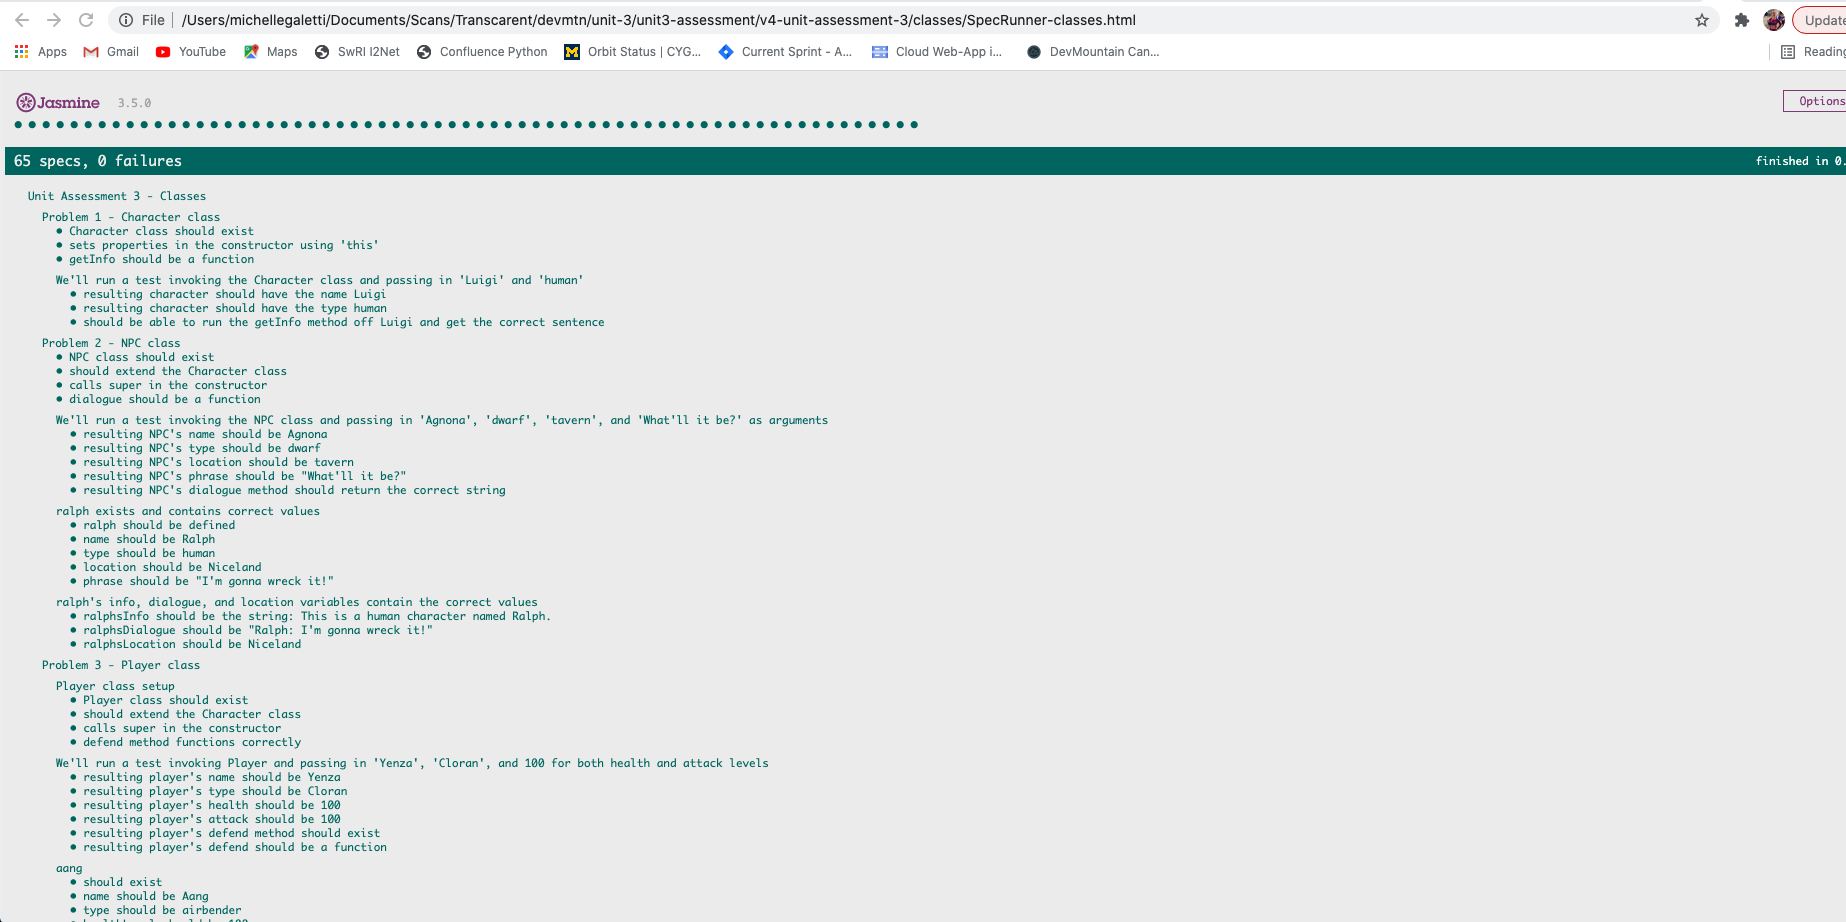 File /Users/michellegaletti/Documents/Scans/Transcarent/devmtn/unit-3/unit3-assessment/v4-unit-assessment-3/classes/SpecRunner-classes.html Update
Apps Gmail YouTube Maps SwRI I2Net Confluence Python Orbit Status | CYG... Current Sprint - A... Cloud Web-App i... DevMountain Can... Reading
Jasmine 3.5.0 Options
65 specs, 0 failures finished in 0.
Unit Assessment 3 - Classes
Problem 1 - Character class
• Character class should exist
• sets properties in the constructor using 'this'
• getInfo should be a function
We'll run a test invoking the Character class and passing in 'Luigi' and 'human'
• resulting character should have the name Luigi
• resulting character should have the type human
• should be able to run the getInfo method off Luigi and get the correct sentence
Problem 2 - NPC class
• NPC class should exist
• should extend the Character class
• calls super in the constructor
• dialogue should be a function
We'll run a test invoking the NPC class and passing in 'Agnona', 'dwarf', 'tavern', and 'What'll it be?' as arguments
• resulting NPC's name should be Agnona
• resulting NPC's type should be dwarf
• resulting NPC's location should be tavern
• resulting NPC's phrase should be "What'll it be?"
• resulting NPC's dialogue method should return the correct string
ralph exists and contains correct values
• ralph should be defined
• name should be Ralph
• type should be human
• location should be Niceland
• phrase should be "I'm gonna wreck it!"
ralph's info, dialogue, and location variables contain the correct values
• ralphsInfo should be the string: This is a human character named Ralph.
• ralphsDialogue should be "Ralph: I'm gonna wreck it!"
• ralphsLocation should be Niceland
Problem 3 - Player class
Player class setup
• Player class should exist
• should extend the Character class
• calls super in the constructor
• defend method functions correctly
We'll run a test invoking Player and passing in 'Yenza', 'Cloran', and 100 for both health and attack levels
• resulting player's name should be Yenza
• resulting player's type should be Cloran
• resulting player's health should be 100
• resulting player's attack should be 100
• resulting player's defend method should exist
• resulting player's defend should be a function
aang
• should exist
• name should be Aang
• type should be airbender